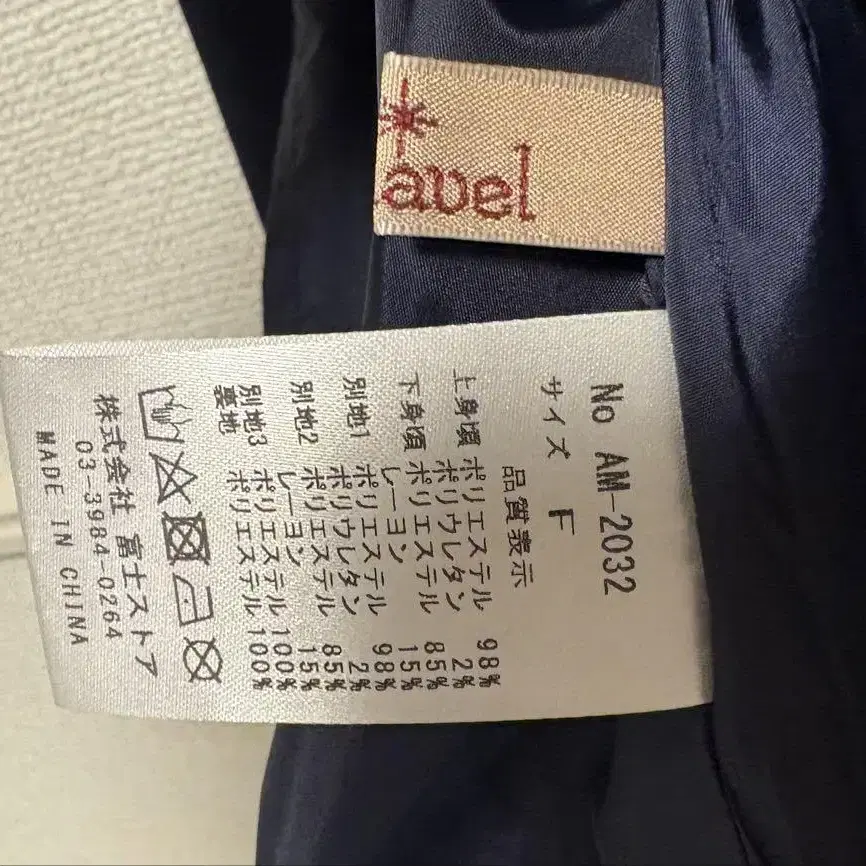 avel
No AM-2032
サイズ F
品質表示
上身頃 ポリエステル 98%
ポリウレタン 2%
下身頃 ポリエステル 85%
レーヨン 15%
別地1 ポリエステル 98%
ポリウレタン 2%
別地2 ポリエステル 85%
レーヨン 15%
別地3 ポリエステル 100%
裏地 ポリエステル 100%
株式会社 富士ストア
03-3984-0264
MADE IN CHINA